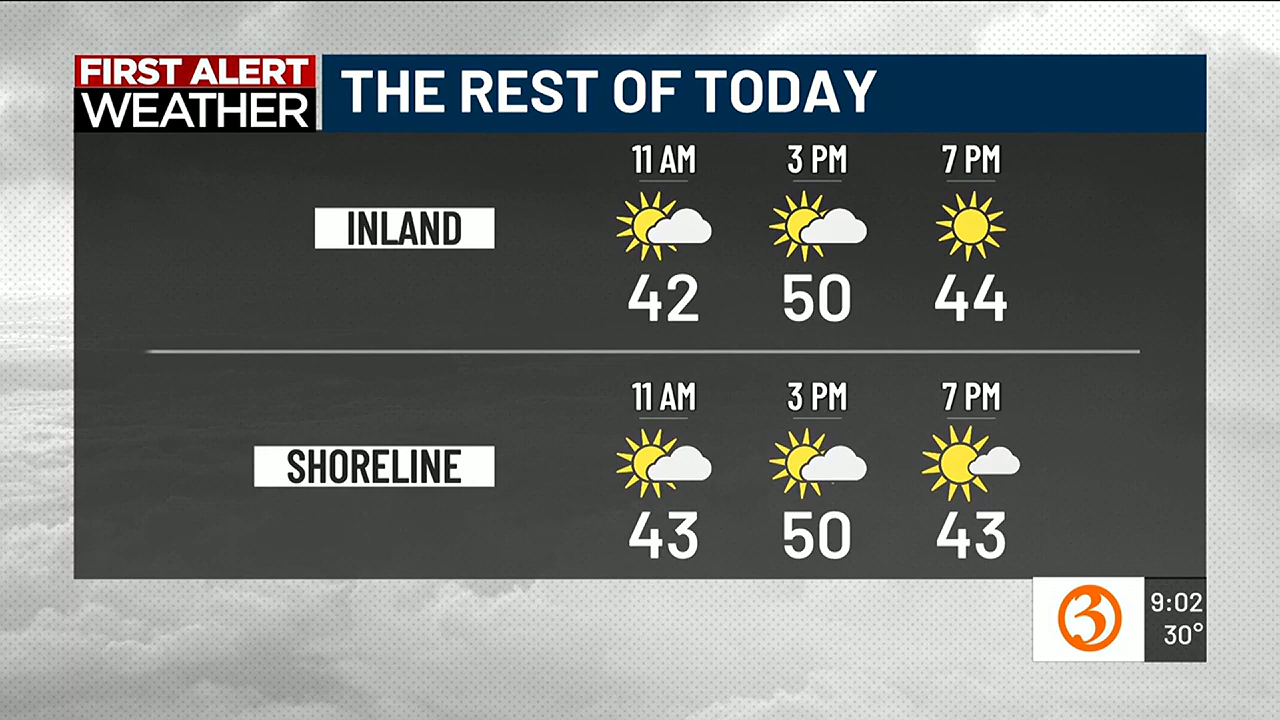 FIRST ALERT
WEATHER
THE REST OF TODAY
11 AM 3 PM 7 PM
INLAND
42 50 44
11 AM 3 PM 7 PM
SHORELINE
43 50 43
3
9:02
30°